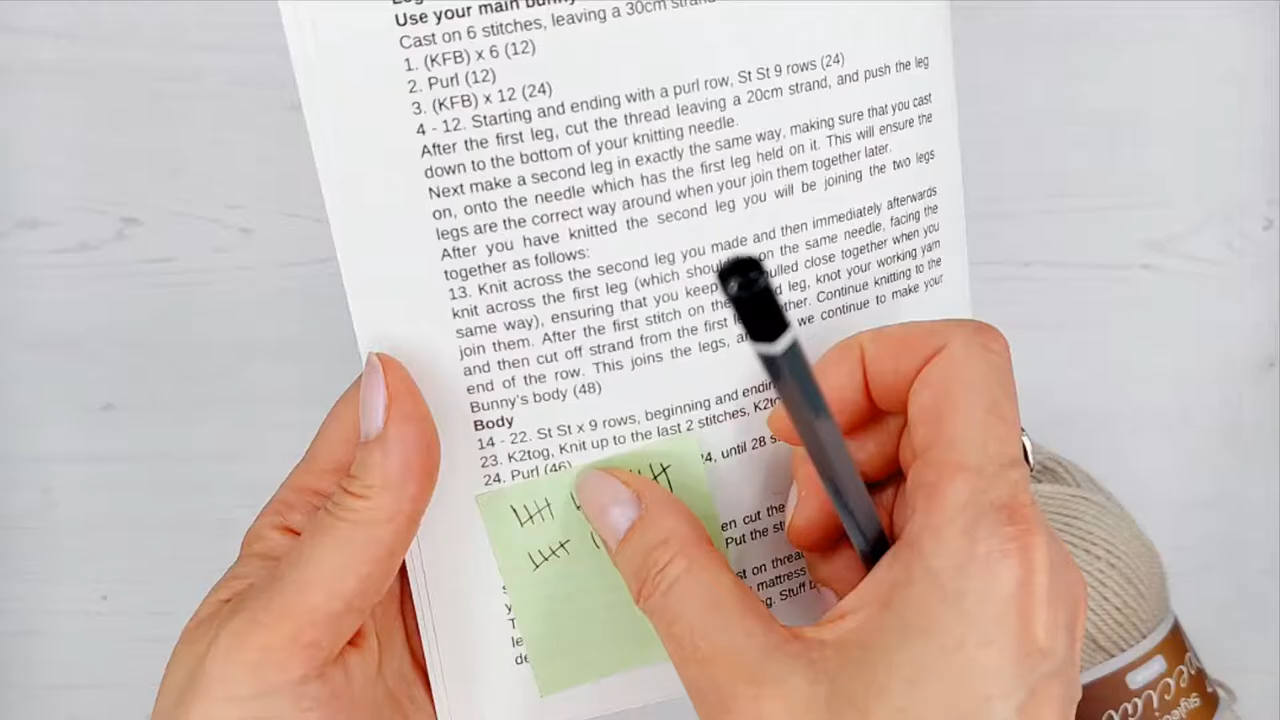 Use your main bunny
Cast on 6 stitches, leaving a 30cm strand
1. (KFB) x 6 (12)
2. Purl (12)
3. (KFB) x 12 (24)
4 - 12. Starting and ending with a purl row, St St 9 rows (24)
After the first leg, cut the thread leaving a 20cm strand, and push the leg
down to the bottom of your knitting needle.
Next make a second leg in exactly the same way, making sure that you cast
on, onto the needle which has the first leg held on it. This will ensure the
legs are the correct way around when your join them together later.
After you have knitted the second leg you will be joining the two legs
together as follows:
13. Knit across the second leg you made and then immediately afterwards
knit across the first leg (which on the same needle, facing the
same way), ensuring that you keep pulled close together when you
join them. After the first stitch on the leg, knot your working yarn
and then cut off strand from the first Continue knitting to the
end of the row. This joins the legs, we continue to make your
Bunny's body (48)
Body
14 - 22. St St x 9 rows, beginning and
23. K2tog, Knit up to the last 2 stitches,
24. Purl (46) until 28
cut the
Put the
on
mattress
Stuff